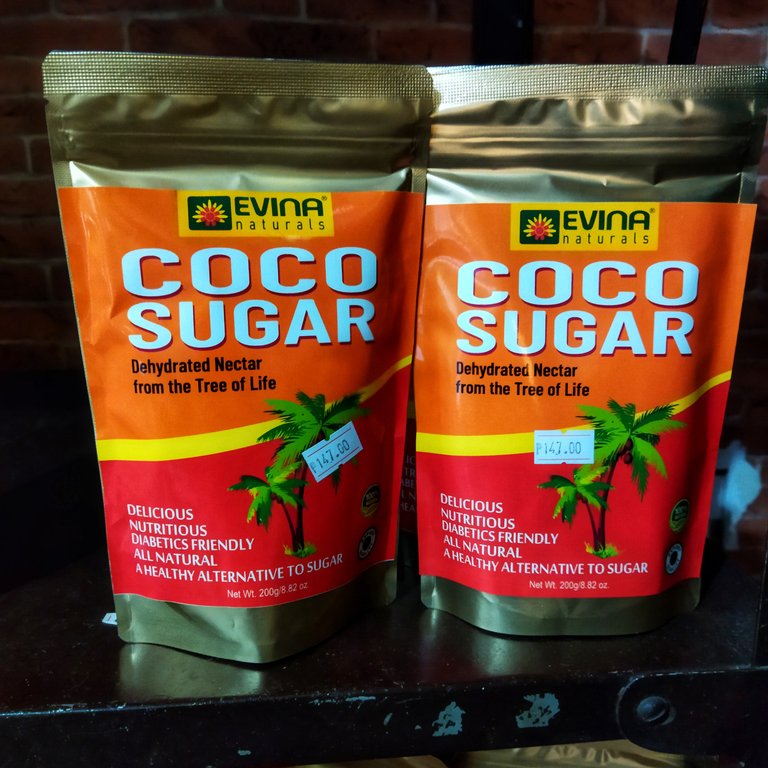 EVINA®
naturals
COCO
SUGAR
Dehydrated Nectar
from the Tree of Life
₱147.00
DELICIOUS
NUTRITIOUS
DIABETICS FRIENDLY
ALL NATURAL
A HEALTHY ALTERNATIVE TO SUGAR
Net Wt. 200g/8.82 oz.
EVINA®
naturals
COCO
SUGAR
Dehydrated Nectar
from the Tree of Life
₱147.00
DELICIOUS
NUTRITIOUS
DIABETICS FRIENDLY
ALL NATURAL
A HEALTHY ALTERNATIVE TO SUGAR
Net Wt. 200g/8.82 oz.